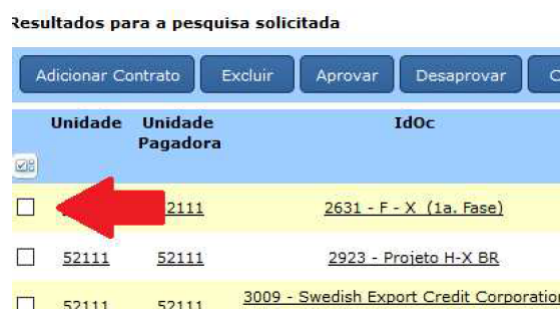 Resultados para a pesquisa solicitada
Adicionar Contrato Excluir Aprovar Desaprovar
Unidade Unidade Pagadora IdOc
2111 2631 - F - X (1a. Fase)
52111 52111 2923 - Projeto H-X BR
52111 52111 3009 - Swedish Export Credit Corporation